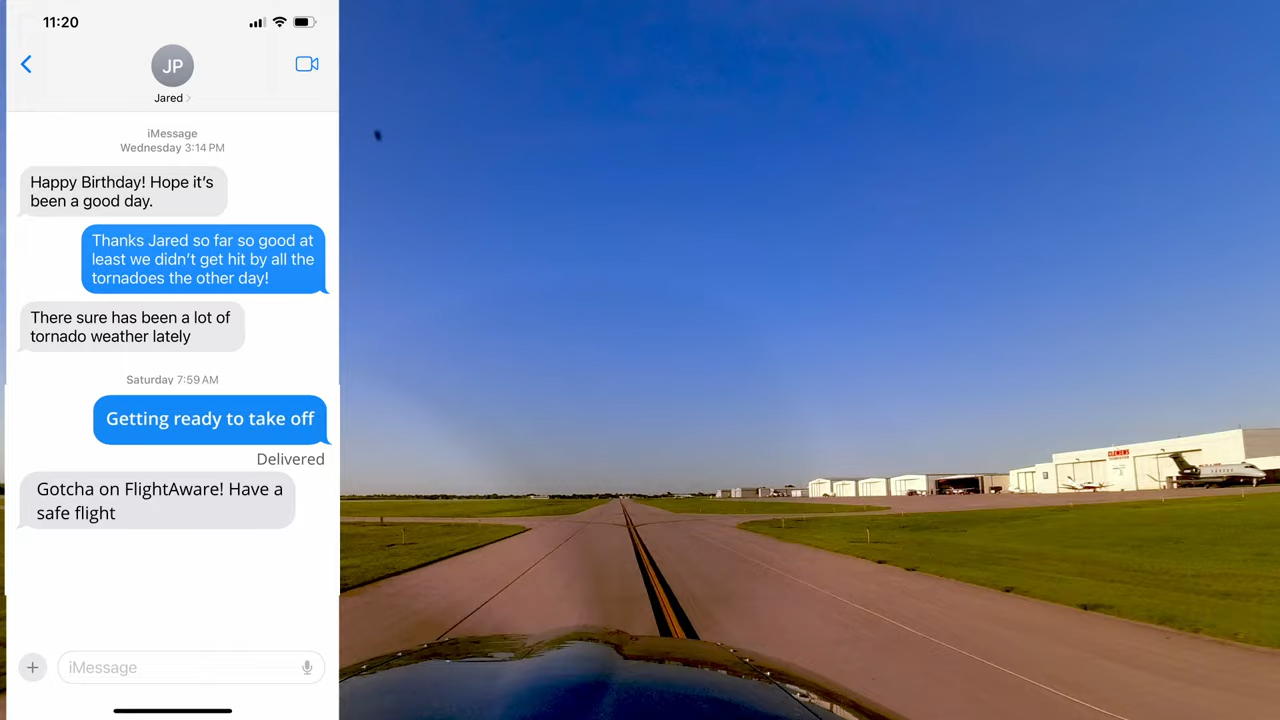 11:20
JP
Jared
iMessage
Wednesday 3:14 PM
Happy Birthday! Hope it's
been a good day.
Thanks Jared so far so good at
least we didn't get hit by all the
tornadoes the other day!
There sure has been a lot of
tornado weather lately
Saturday 7:59 AM
Getting ready to take off
Delivered
Gotcha on FlightAware! Have a
safe flight
iMessage
CLEMENS